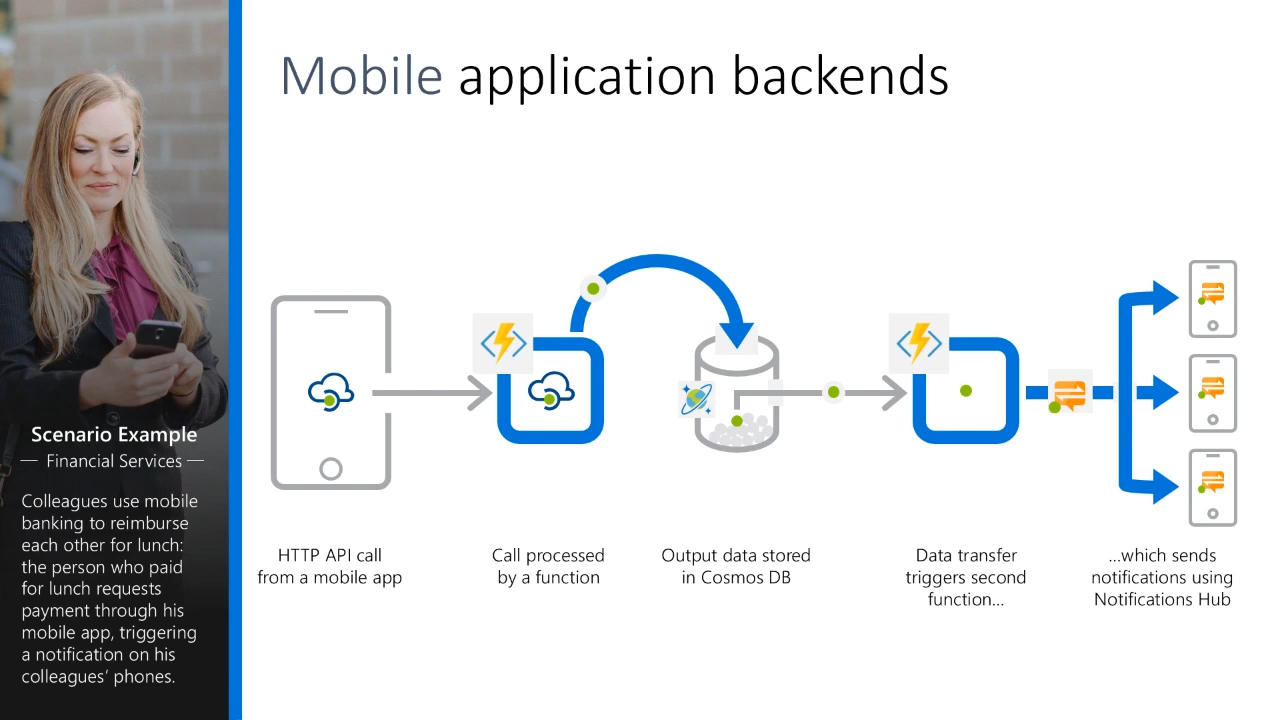 Mobile application backends
Scenario Example
— Financial Services —
Colleagues use mobile
banking to reimburse
each other for lunch:
the person who paid
for lunch requests
payment through his
mobile app, triggering
a notification on his
colleagues’ phones.
HTTP API call
from a mobile app
Call processed
by a function
Output data stored
in Cosmos DB
Data transfer
triggers second
function...
...which sends
notifications using
Notifications Hub